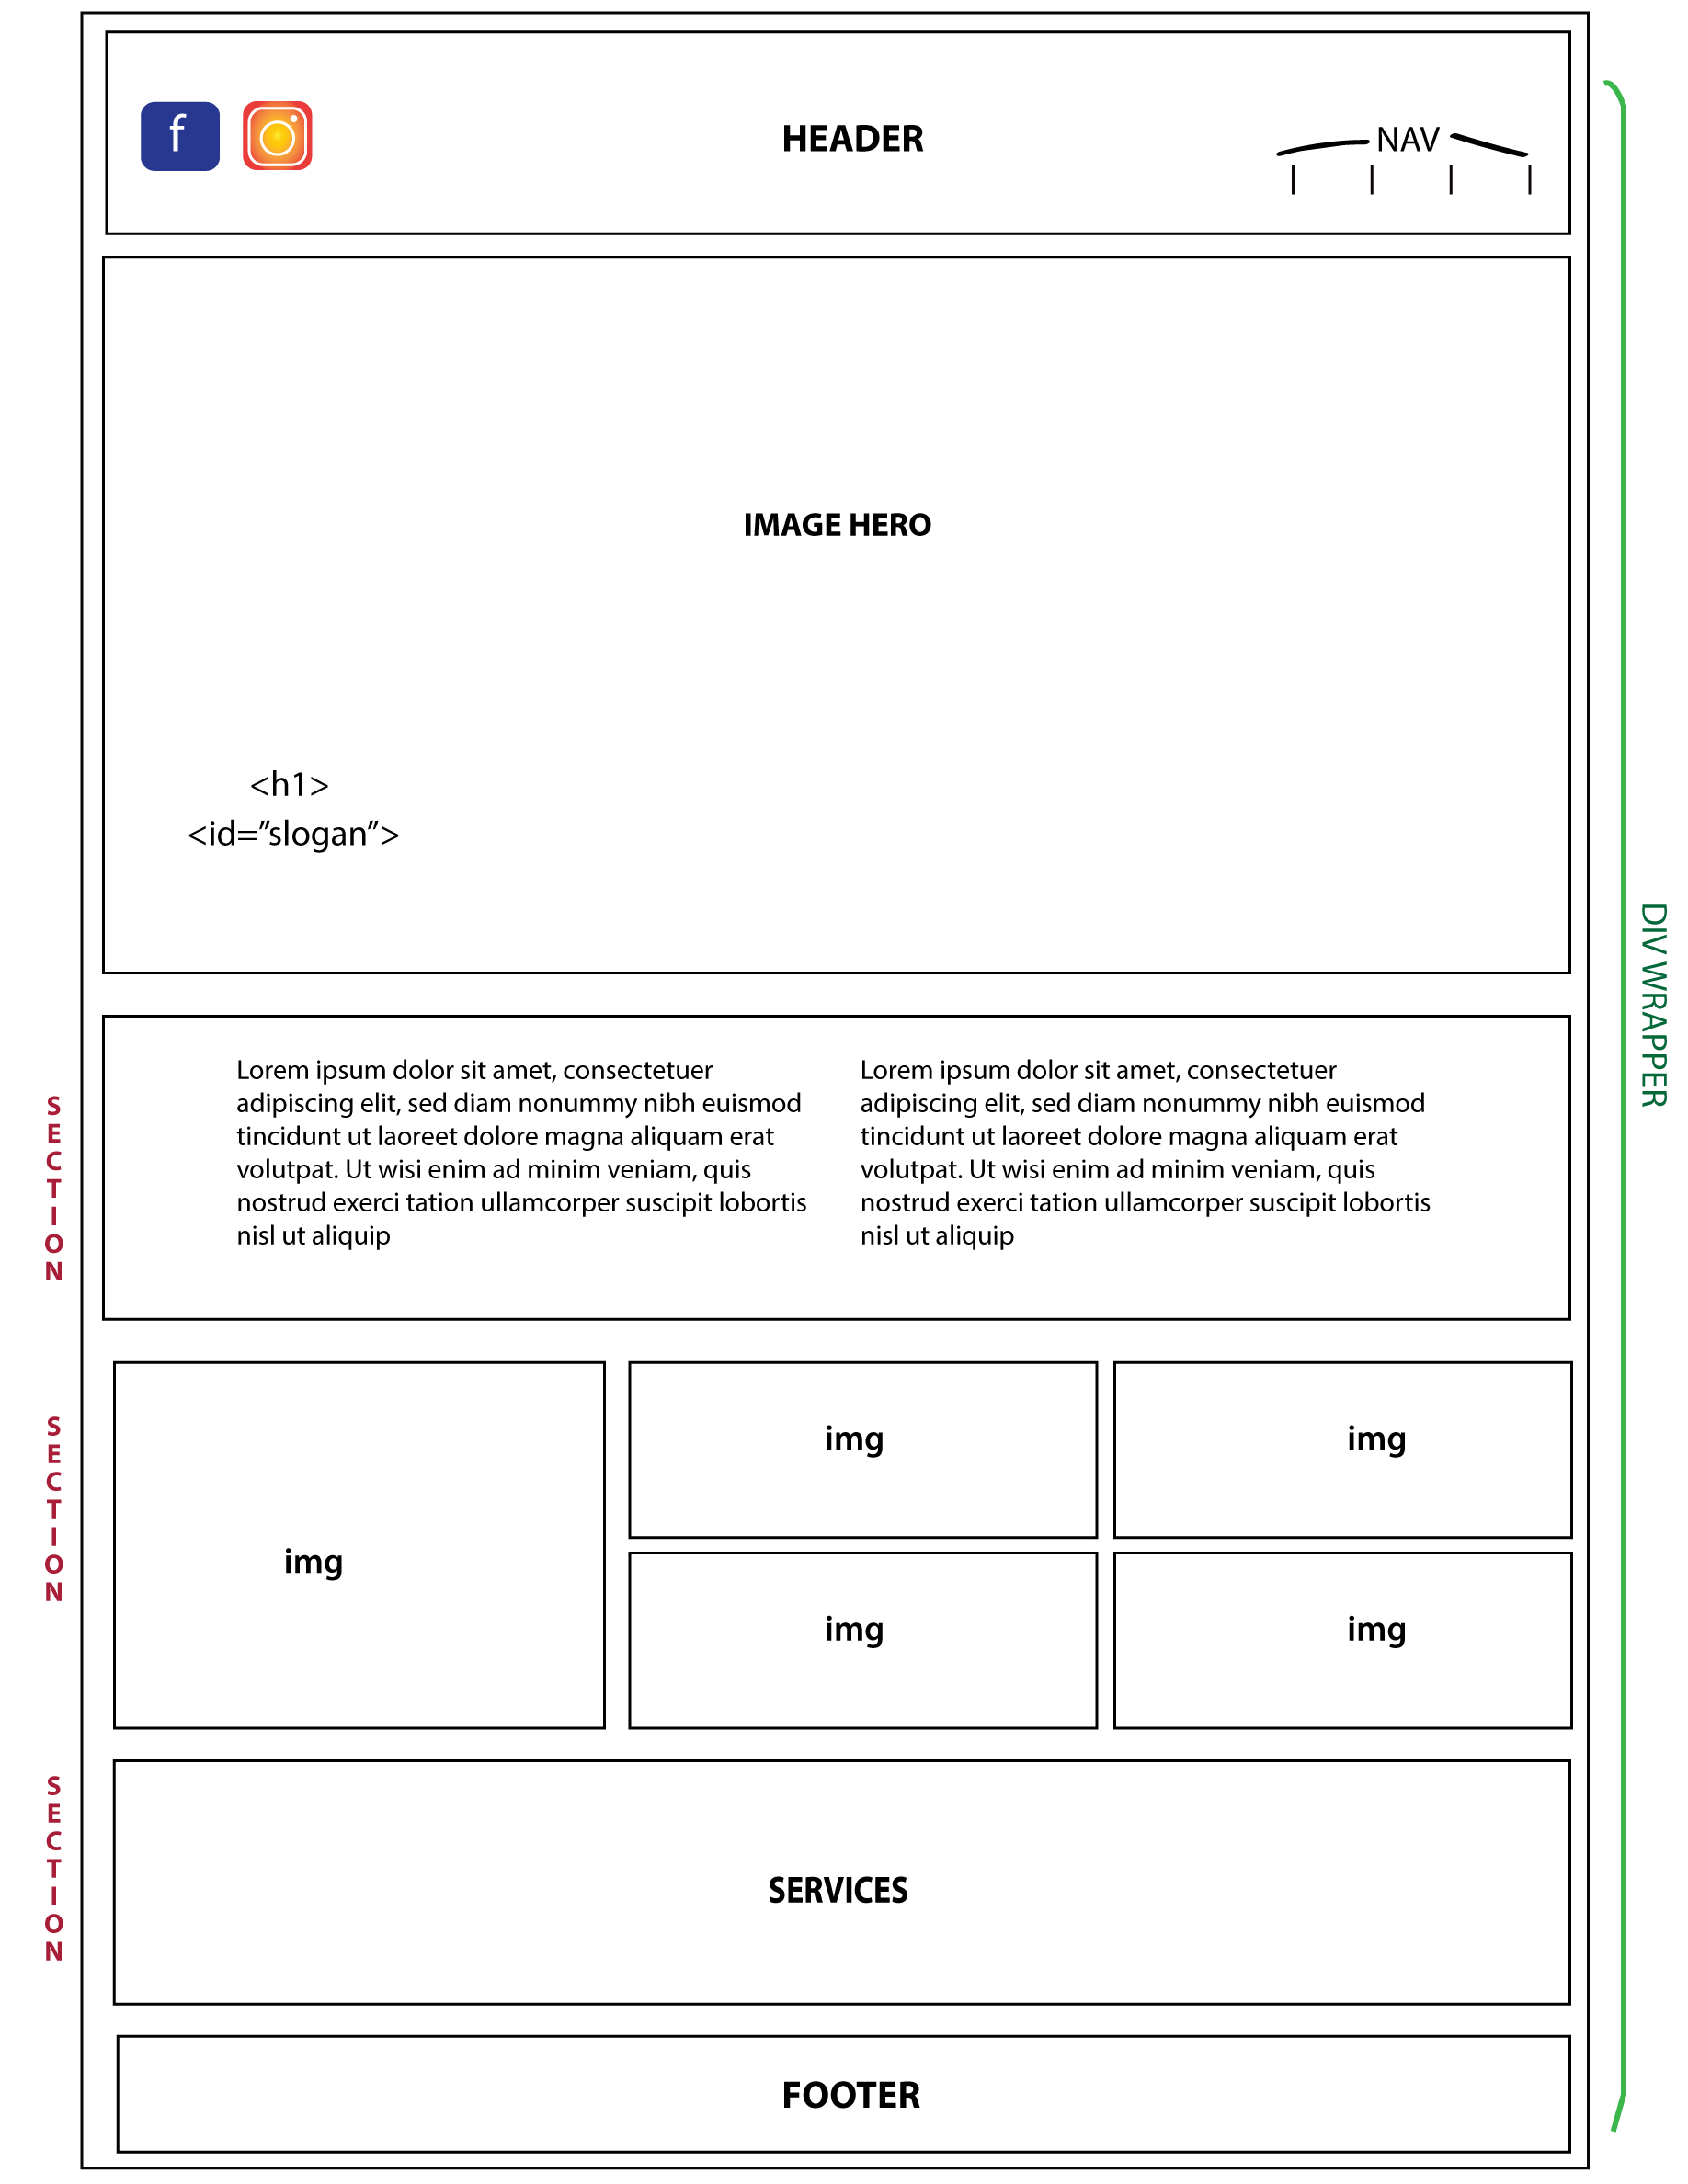 f
HEADER
NAV
IMAGE HERO
<h1>
<id=”slogan”>
DIV WRAPPER
SECTION
Lorem ipsum dolor sit amet, consectetuer
adipiscing elit, sed diam nonummy nibh euismod
tincidunt ut laoreet dolore magna aliquam erat
volutpat. Ut wisi enim ad minim veniam, quis
nostrud exerci tation ullamcorper suscipit lobortis
nisl ut aliquip
Lorem ipsum dolor sit amet, consectetuer
adipiscing elit, sed diam nonummy nibh euismod
tincidunt ut laoreet dolore magna aliquam erat
volutpat. Ut wisi enim ad minim veniam, quis
nostrud exerci tation ullamcorper suscipit lobortis
nisl ut aliquip
SECTION
img
img
img
img
img
SECTION
SERVICES
FOOTER